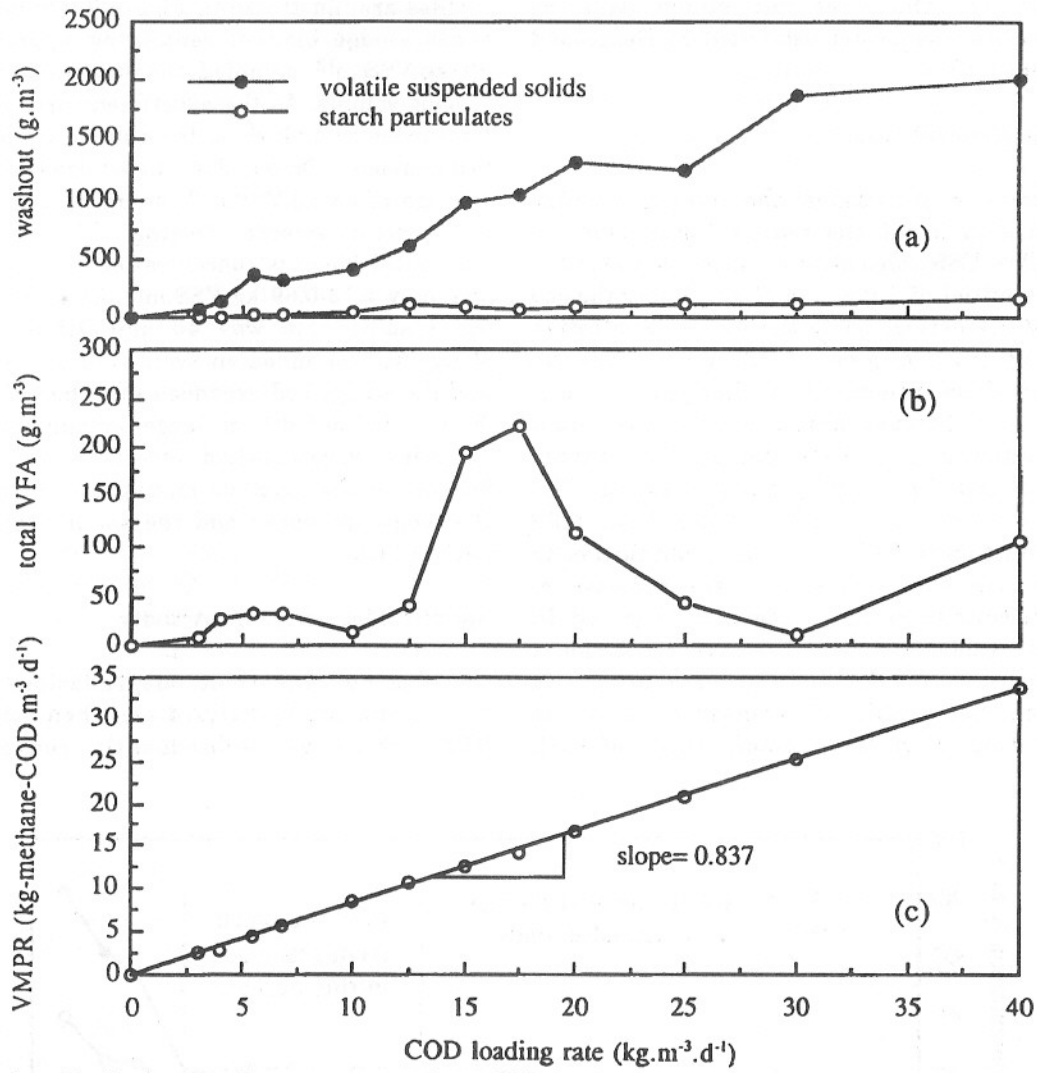 washout (g.m⁻³)
2500
2000
1500
1000
500
0
volatile suspended solids
starch particulates
(a)
total VFA (g.m⁻³)
300
250
200
150
100
50
0
(b)
VMPR (kg-methane-COD.m⁻³.d⁻¹)
35
30
25
20
15
10
5
0
slope= 0.837
(c)
0 5 10 15 20 25 30 35 40
COD loading rate (kg.m⁻³.d⁻¹)